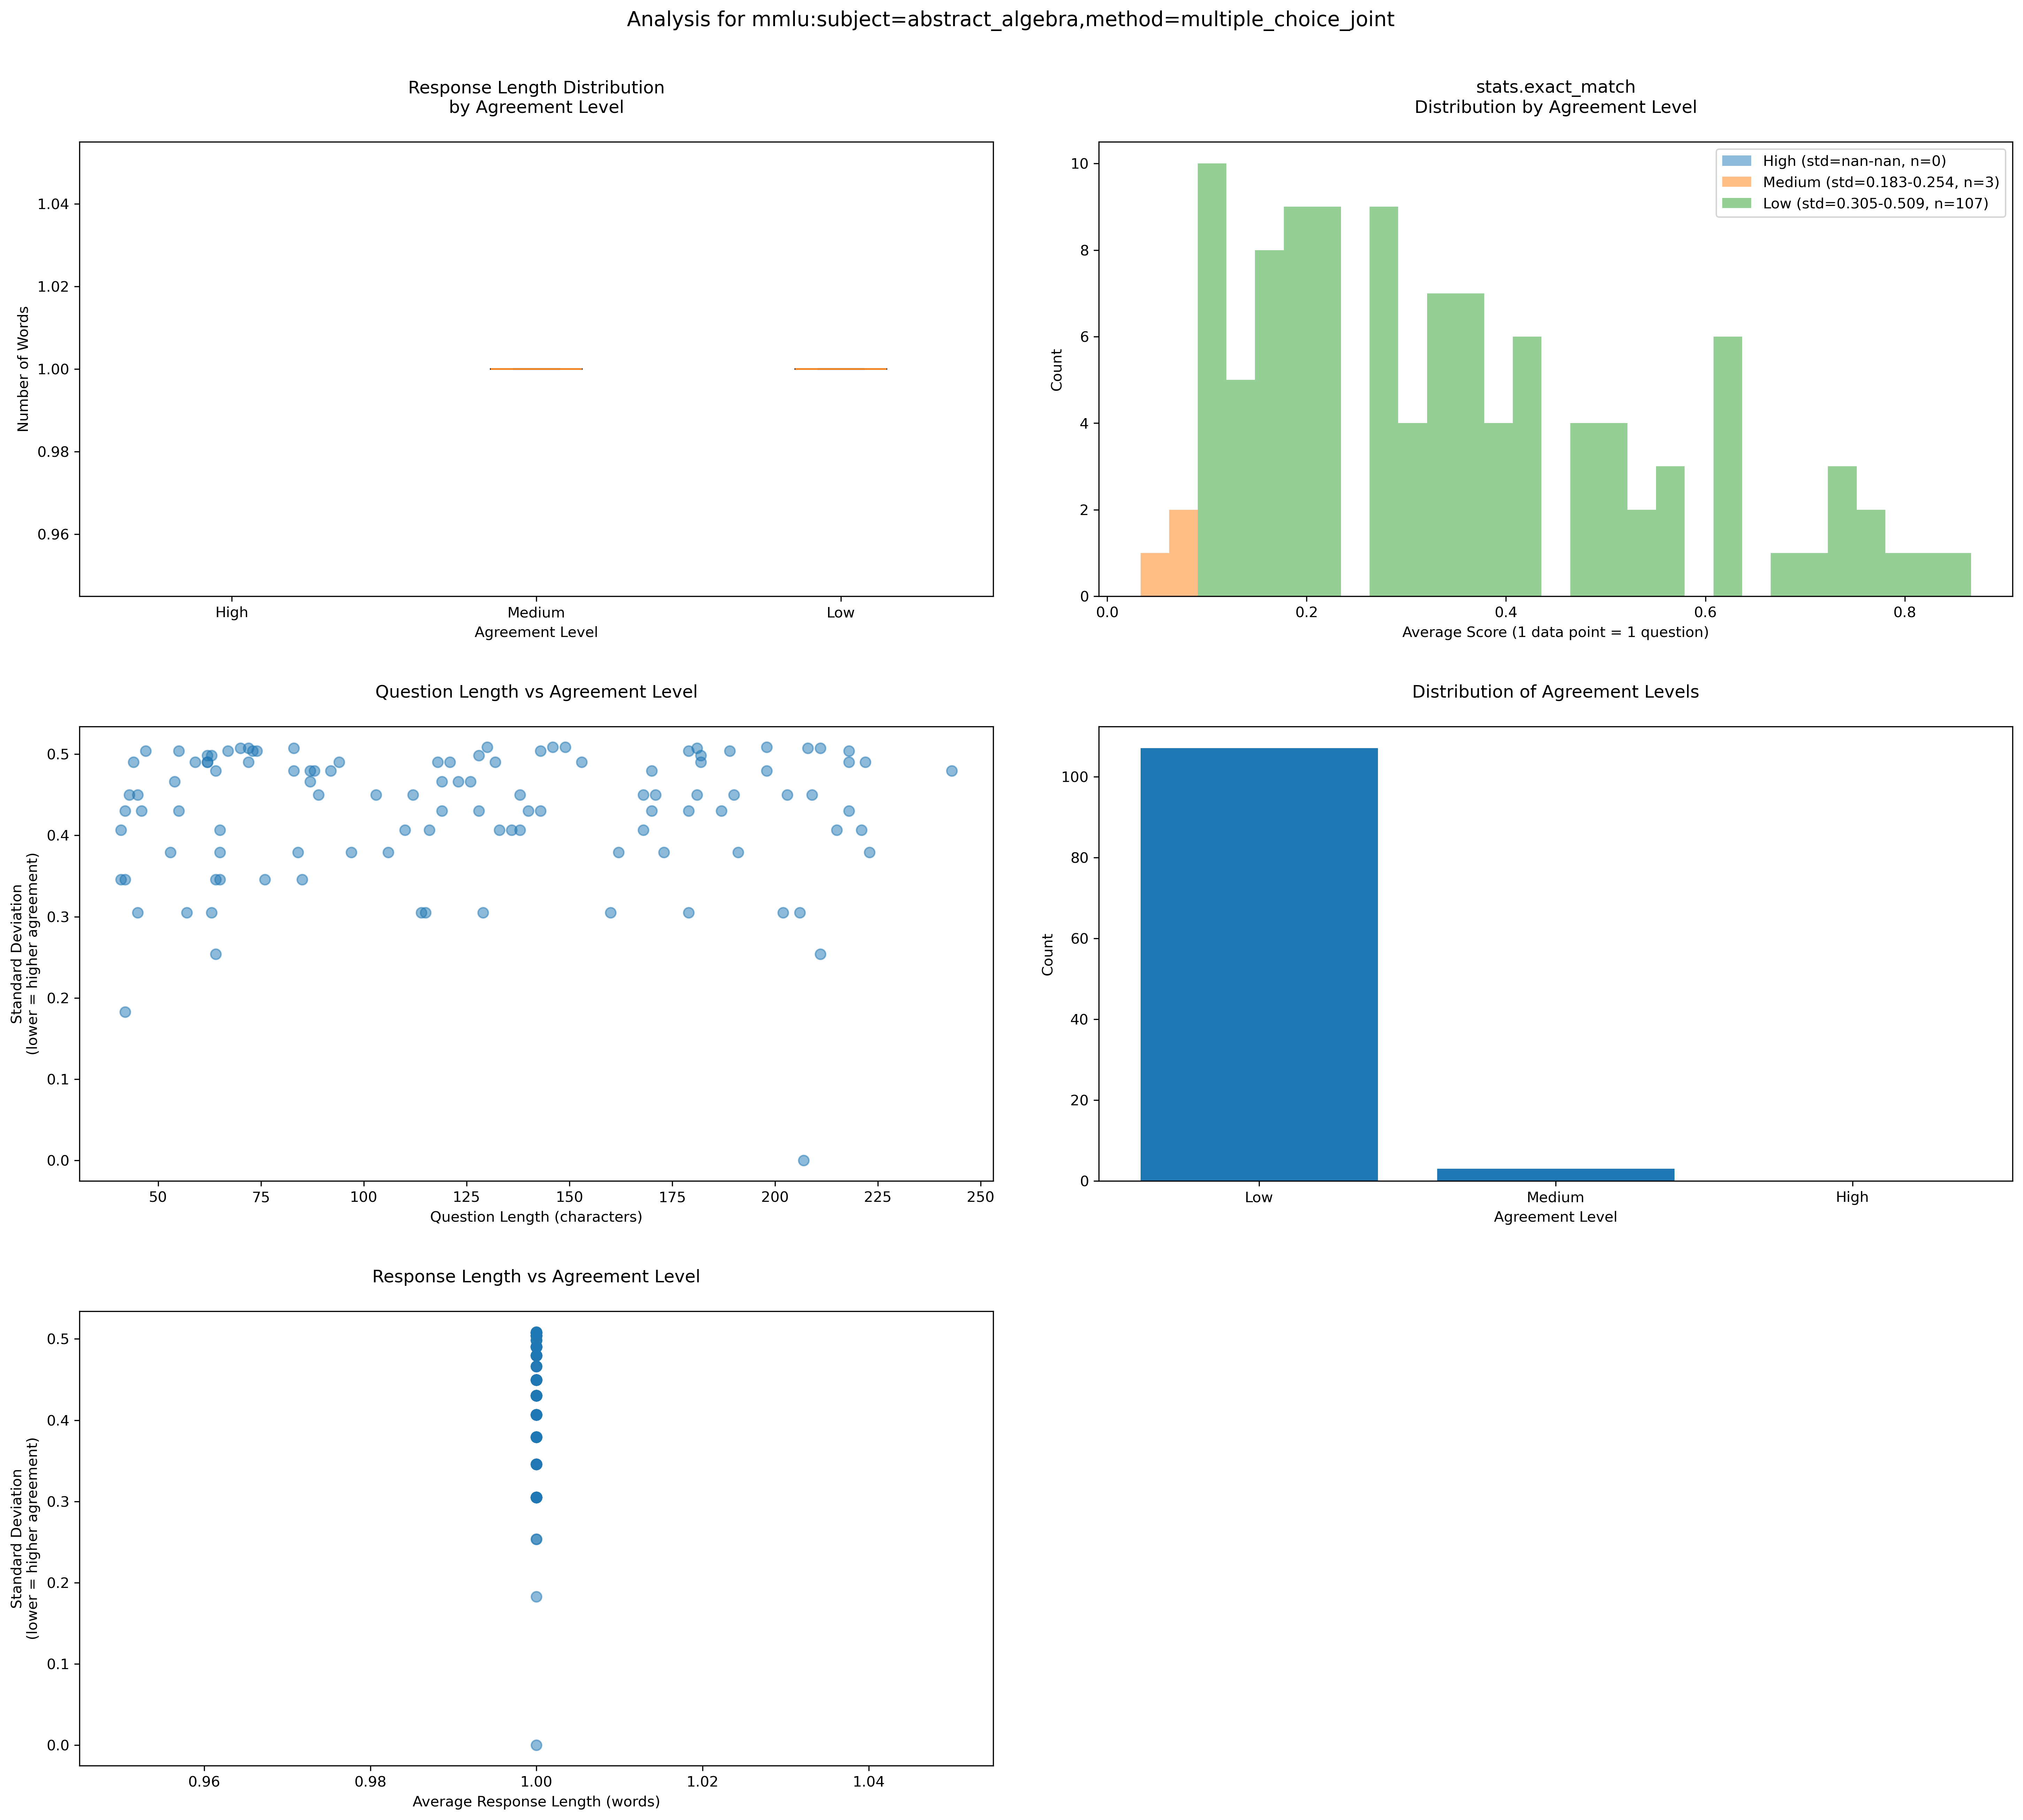 Analysis for mmlu:subject=abstract_algebra,method=multiple_choice_joint
Response Length Distribution
by Agreement Level
1.04
1.02
1.00
0.98
0.96
Number of Words
High
Medium
Low
Agreement Level
stats.exact_match
Distribution by Agreement Level
High (std=nan-nan, n=0)
Medium (std=0.183-0.254, n=3)
Low (std=0.305-0.509, n=107)
10
8
6
4
2
0
Count
0.0
0.2
0.4
0.6
0.8
Average Score (1 data point = 1 question)
Question Length vs Agreement Level
0.5
0.4
0.3
0.2
0.1
0.0
Standard Deviation
(lower = higher agreement)
50
75
100
125
150
175
200
225
250
Question Length (characters)
Distribution of Agreement Levels
100
80
60
40
20
0
Count
Low
Medium
High
Agreement Level
Response Length vs Agreement Level
0.5
0.4
0.3
0.2
0.1
0.0
Standard Deviation
(lower = higher agreement)
0.96
0.98
1.00
1.02
1.04
Average Response Length (words)